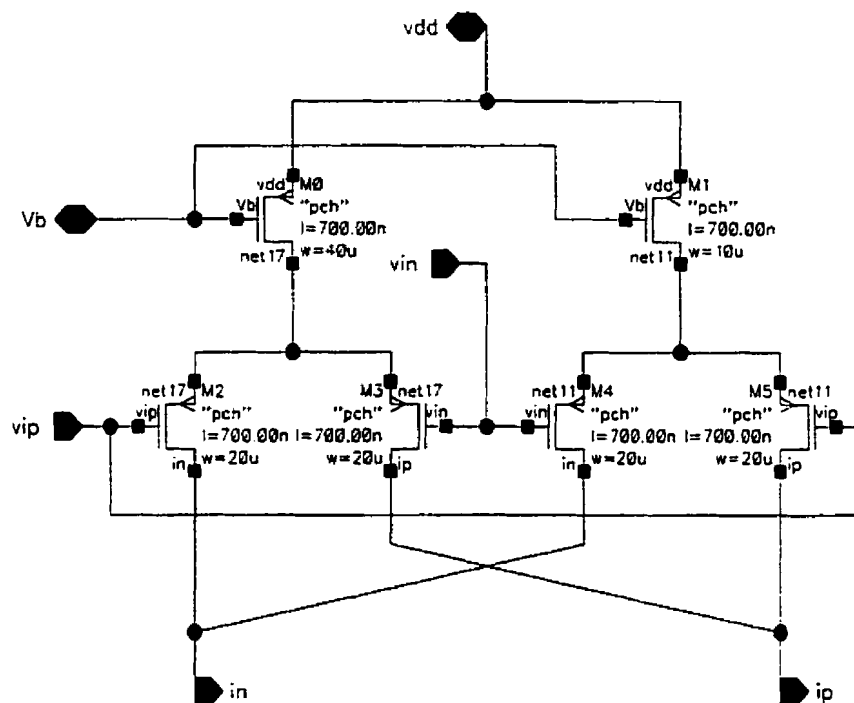 vdd
vdd M0
vdd M1
Vb
Vb
"pch"
l=700.00n
w=40u
net17
Vb
"pch"
l=700.00n
w=10u
net11
vin
net17 M2
M3 net17
net11 M4
M5 net11
vip
vip
"pch"
"pch"
vin
vin
"pch"
"pch"
vip
l=700.00n
l=700.00n
l=700.00n
l=700.00n
in
w=20u
w=20u
ip
in
w=20u
w=20u
ip
in
ip